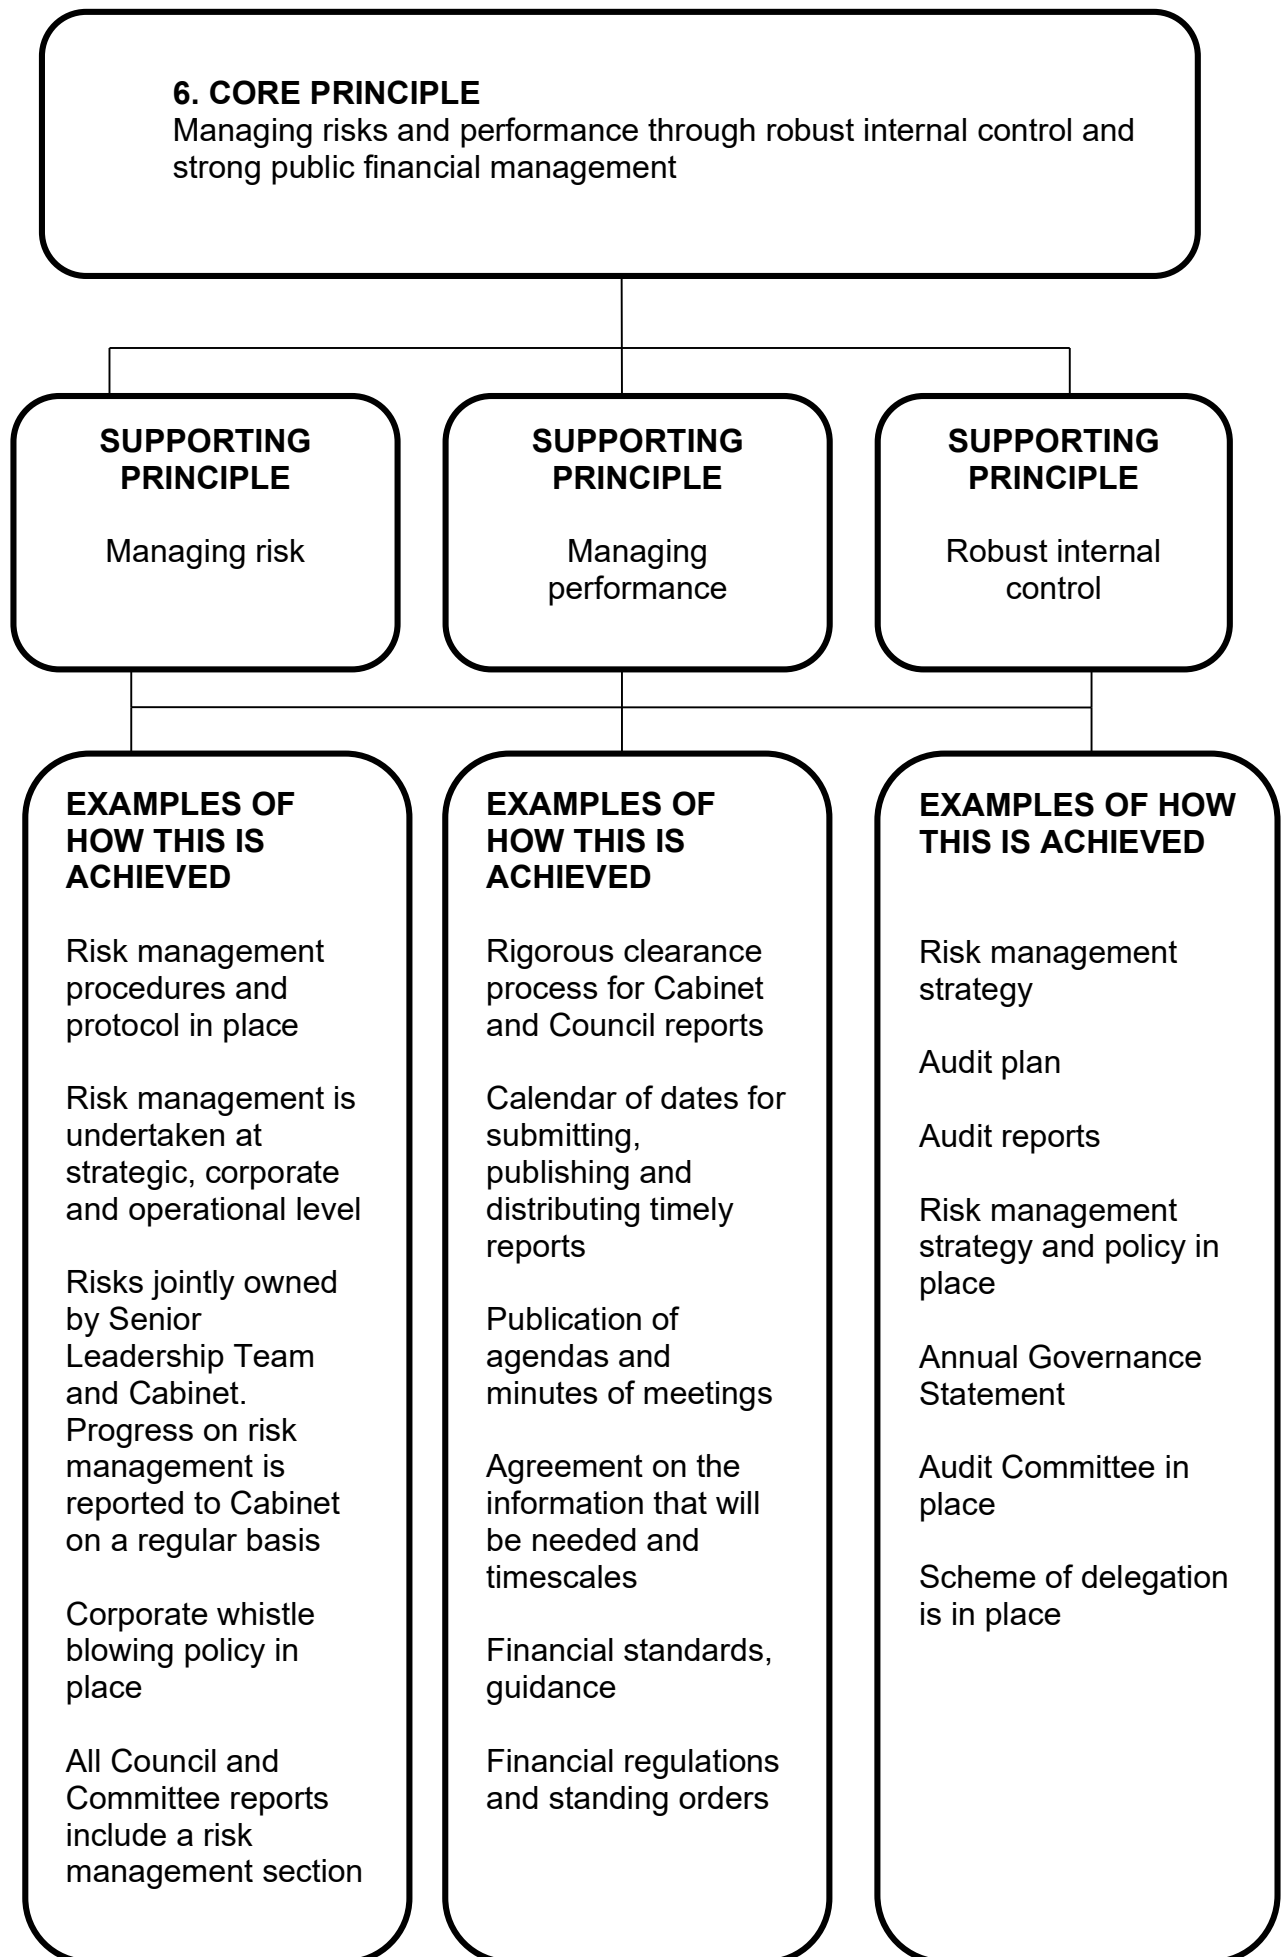 6. CORE PRINCIPLE
Managing risks and performance through robust internal control and
strong public financial management
SUPPORTING
PRINCIPLE
Managing risk
SUPPORTING
PRINCIPLE
Managing
performance
SUPPORTING
PRINCIPLE
Robust internal
control
EXAMPLES OF
HOW THIS IS
ACHIEVED
Risk management
procedures and
protocol in place
Risk management is
undertaken at
strategic, corporate
and operational level
Risks jointly owned
by Senior
Leadership Team
and Cabinet.
Progress on risk
management is
reported to Cabinet
on a regular basis
Corporate whistle
blowing policy in
place
All Council and
Committee reports
include a risk
management section
EXAMPLES OF
HOW THIS IS
ACHIEVED
Rigorous clearance
process for Cabinet
and Council reports
Calendar of dates for
submitting,
publishing and
distributing timely
reports
Publication of
agendas and
minutes of meetings
Agreement on the
information that will
be needed and
timescales
Financial standards,
guidance
Financial regulations
and standing orders
EXAMPLES OF HOW
THIS IS ACHIEVED
Risk management
strategy
Audit plan
Audit reports
Risk management
strategy and policy in
place
Annual Governance
Statement
Audit Committee in
place
Scheme of delegation
is in place